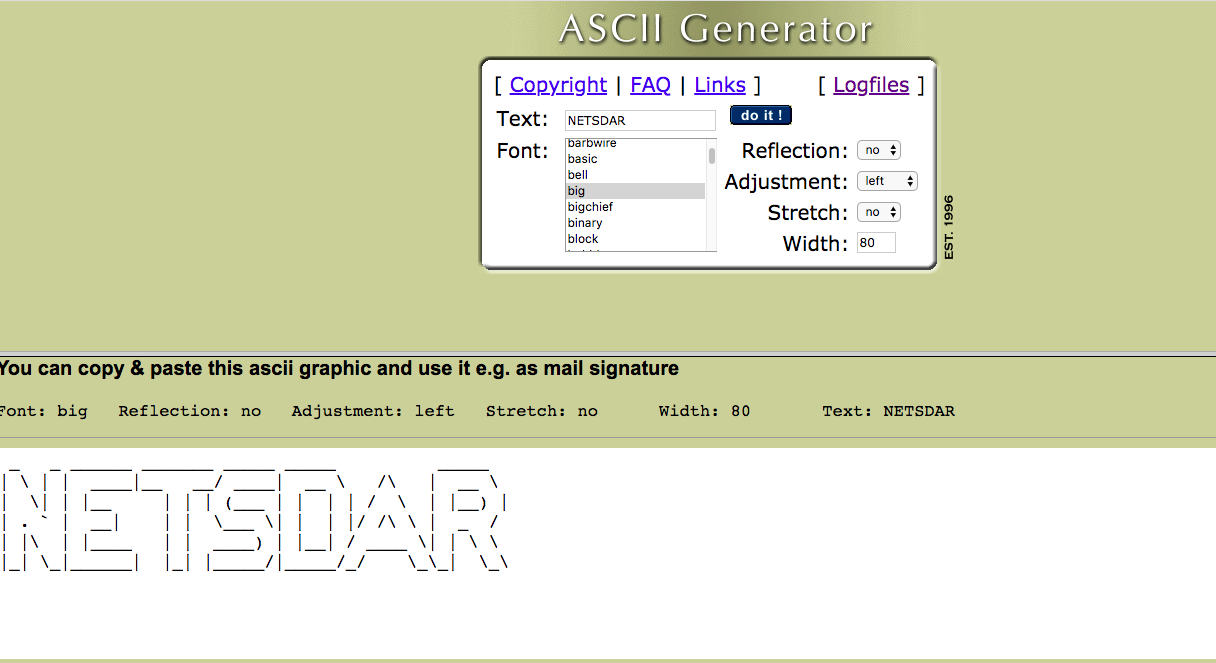 ASCII Generator
[ Copyright | FAQ | Links ] [ Logfiles ]
Text: NETSDAR do it !
Font:
barbwire
basic
bell
big
bigchief
binary
block
Reflection: no
Adjustment: left
Stretch: no
Width: 80
EST. 1996
You can copy & paste this ascii graphic and use it e.g. as mail signature
Font: big Reflection: no Adjustment: left Stretch: no Width: 80 Text: NETSDAR
NETSDAR